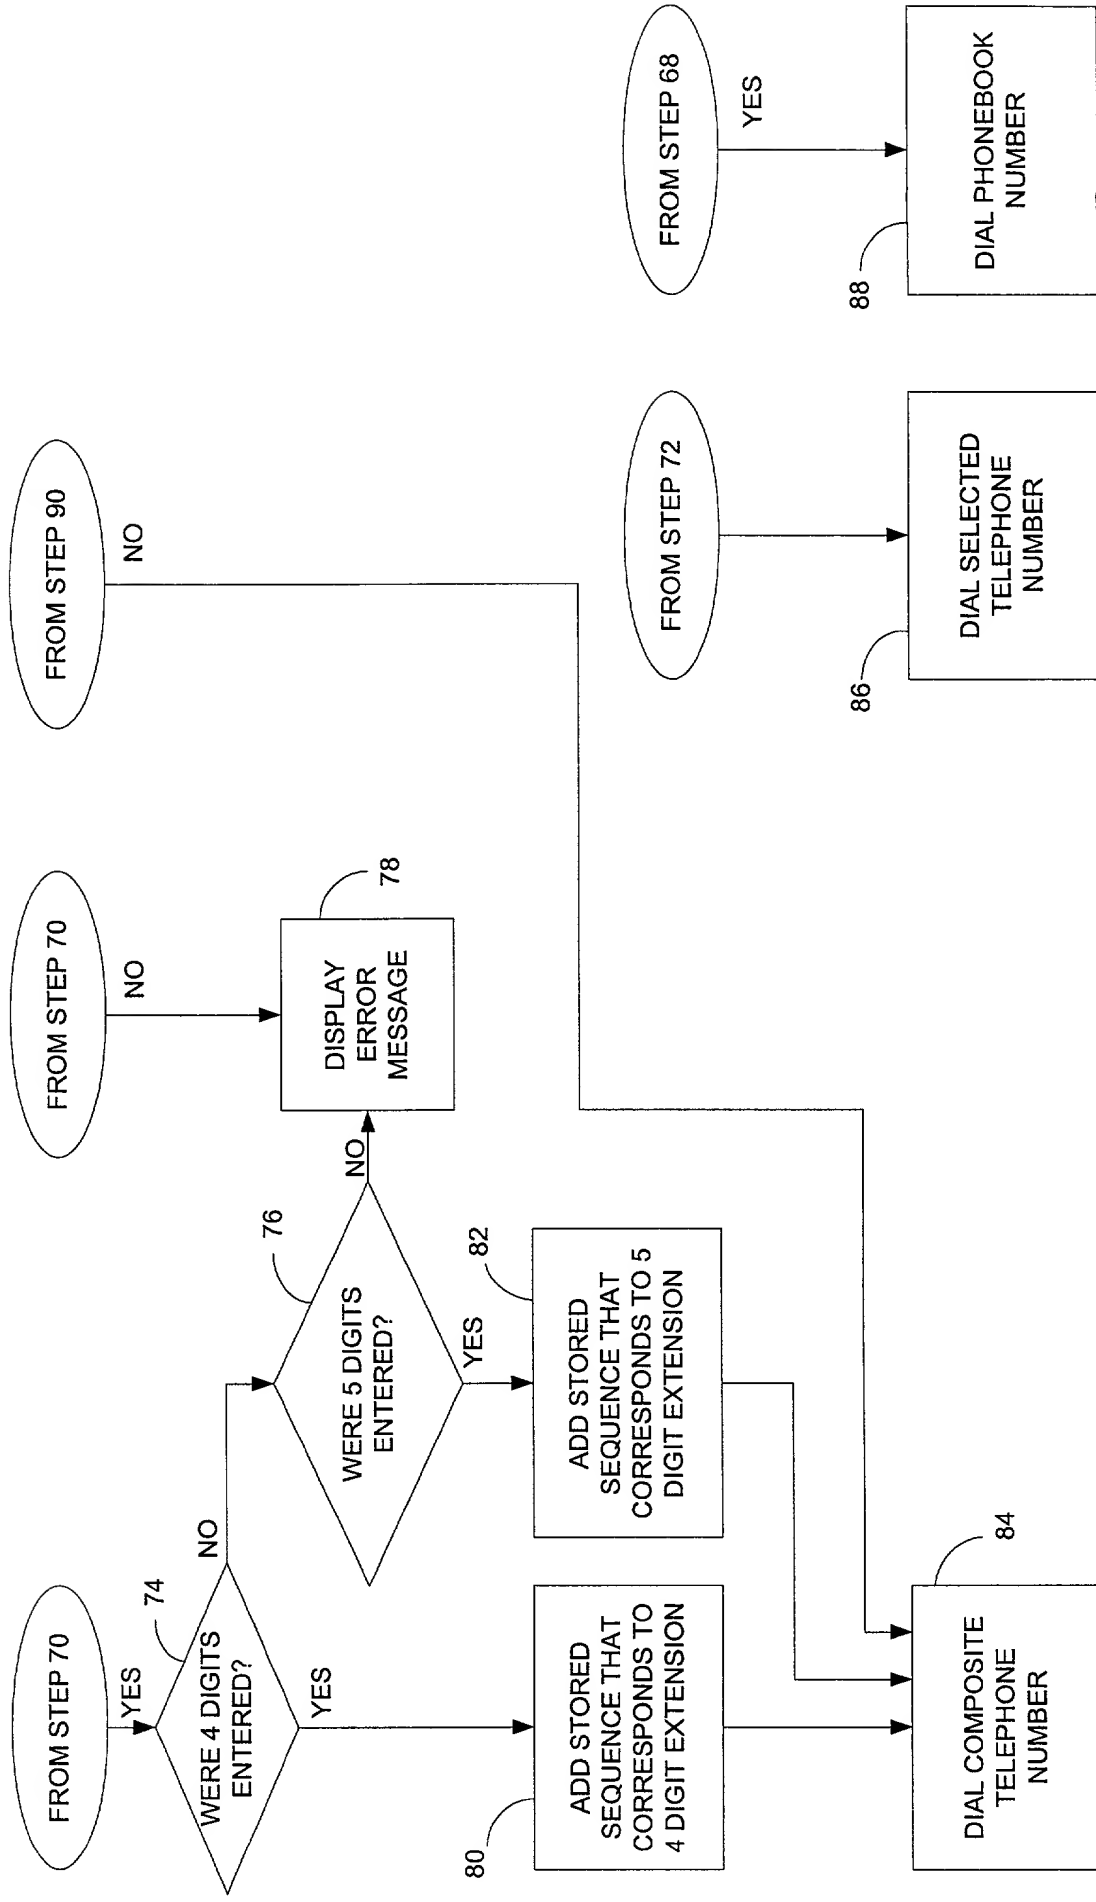 FROM STEP 70
YES
74
WERE 4 DIGITS
ENTERED?
NO
YES
80
ADD STORED
SEQUENCE THAT
CORRESPONDS TO
4 DIGIT EXTENSION
76
WERE 5 DIGITS
ENTERED?
NO
YES
82
ADD STORED
SEQUENCE THAT
CORRESPONDS TO 5
DIGIT EXTENSION
FROM STEP 70
NO
DISPLAY
ERROR
MESSAGE
78
FROM STEP 90
NO
84
DIAL COMPOSITE
TELEPHONE
NUMBER
FROM STEP 72
86
DIAL SELECTED
TELEPHONE
NUMBER
FROM STEP 68
YES
88
DIAL PHONEBOOK
NUMBER